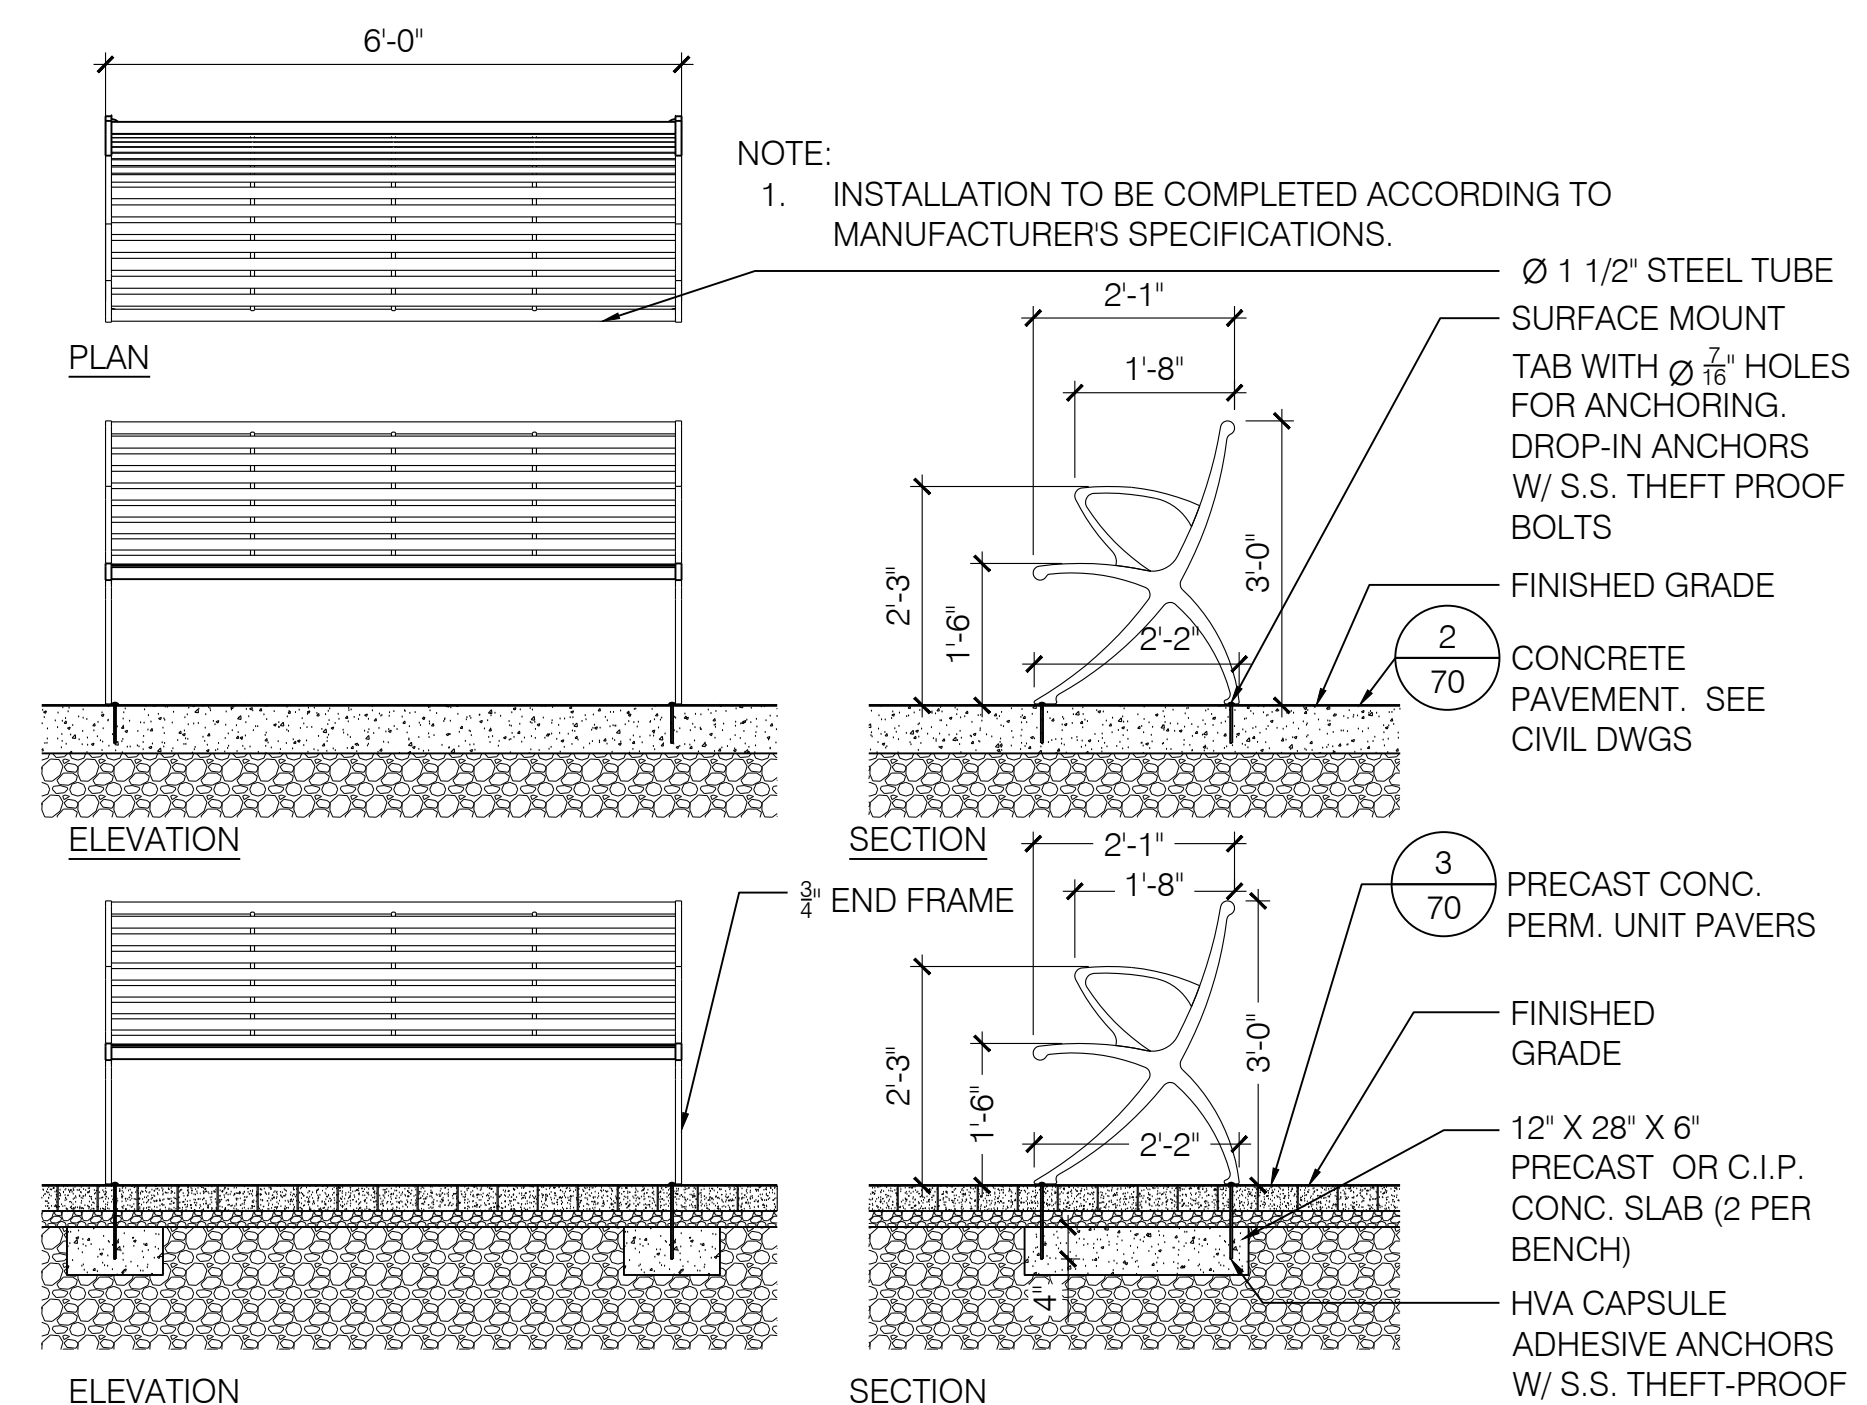 6'-0"
NOTE:
1. INSTALLATION TO BE COMPLETED ACCORDING TO
MANUFACTURER'S SPECIFICATIONS.
PLAN
Ø 1 1/2" STEEL TUBE
SURFACE MOUNT
TAB WITH Ø 7/16" HOLES
FOR ANCHORING.
DROP-IN ANCHORS
W/ S.S. THEFT PROOF
BOLTS
2'-1"
1'-8"
2'-3"
1'-6"
3'-0"
2'-2"
FINISHED GRADE
2
70
CONCRETE
PAVEMENT. SEE
CIVIL DWGS
ELEVATION
SECTION
3/4" END FRAME
2'-1"
1'-8"
2'-3"
1'-6"
3'-0"
2'-2"
4"
3
70
PRECAST CONC.
PERM. UNIT PAVERS
FINISHED
GRADE
12" X 28" X 6"
PRECAST OR C.I.P.
CONC. SLAB (2 PER
BENCH)
HVA CAPSULE
ADHESIVE ANCHORS
W/ S.S. THEFT-PROOF
ELEVATION
SECTION